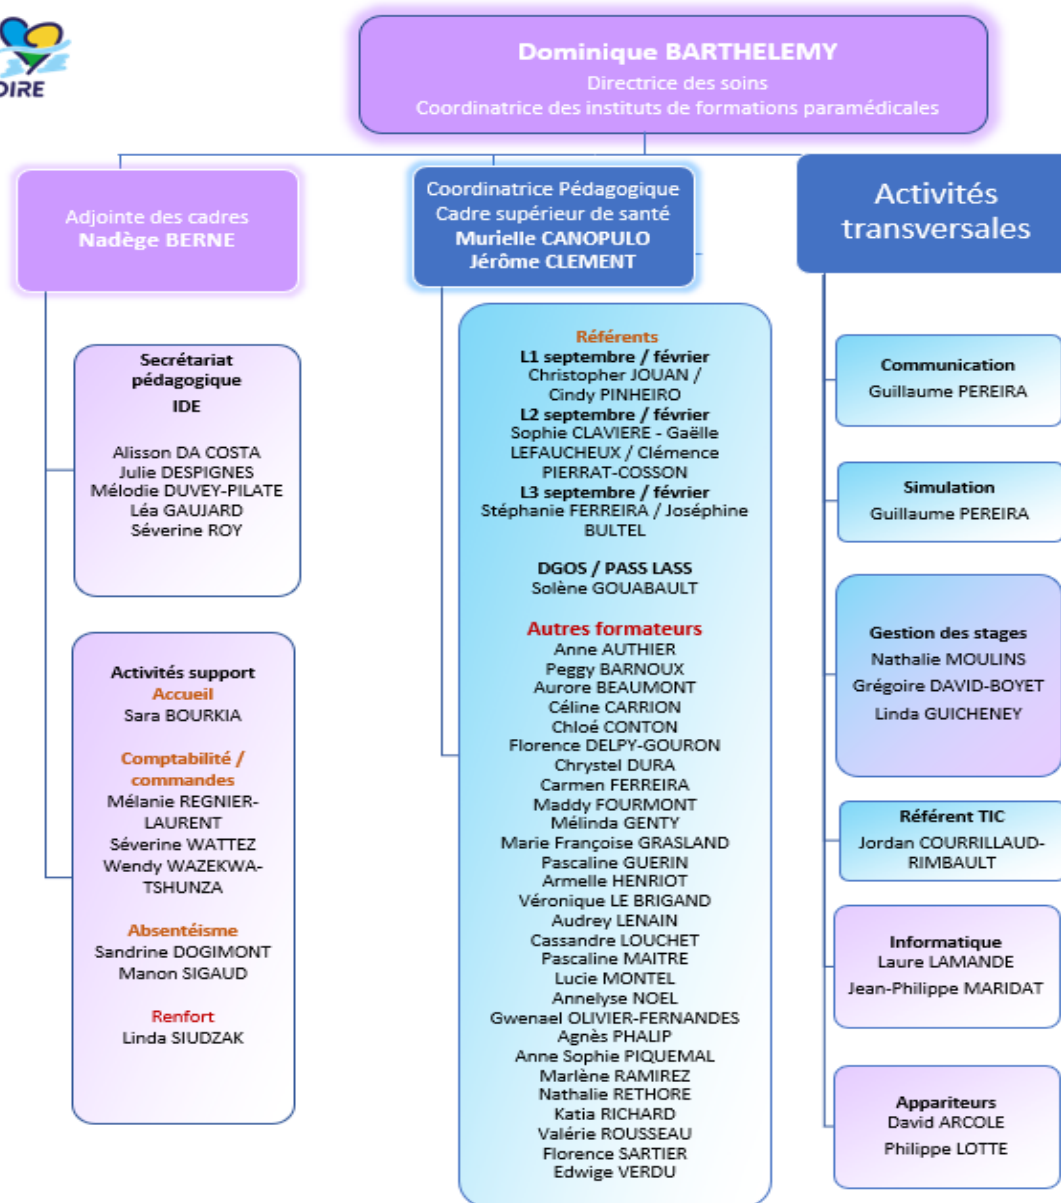 OIRE
Dominique BARTHELEMY
Directrice des soins
Coordinatrice des instituts de formations paramédicales
Adjointe des cadres
Nadège BERNE
Secrétariat
pédagogique
IDE
Alisson DA COSTA
Julie DESPIGNES
Mélodie DUVEY-PILATE
Léa GAUJARD
Séverine ROY
Activités support
Accueil
Sara BOURKIA
Comptabilité /
commandes
Mélanie REGNIER-
LAURENT
Séverine WATTEZ
Wendy WAZEKWA-
TSHUNZA
Absentéisme
Sandrine DOGIMONT
Manon SIGAUD
Renfort
Linda SIUDZAK
Coordinatrice Pédagogique
Cadre supérieur de santé
Murielle CANOPULO
Jérôme CLEMENT
Référents
L1 septembre / février
Christopher JOUAN /
Cindy PINHEIRO
L2 septembre / février
Sophie CLAVIERE - Gaëlle
LEFAUCHEUX / Clémence
PIERRAT-COSSON
L3 septembre / février
Stéphanie FERREIRA / Joséphine
BULTEL
DGOS / PASS LASS
Solène GOUABAULT
Autres formateurs
Anne AUTHIER
Peggy BARNOUX
Aurore BEAUMONT
Céline CARRION
Chloé CONTON
Florence DELPY-GOURON
Chrystel DURA
Carmen FERREIRA
Maddy FOURMONT
Mélinda GENTY
Marie Françoise GRASLAND
Pascaline GUERIN
Armelle HENRIOT
Véronique LE BRIGAND
Audrey LENAIN
Cassandre LOUCHET
Pascaline MAITRE
Lucie MONTEL
Annelyse NOEL
Gwenael OLIVIER-FERNANDES
Agnès PHALIP
Anne Sophie PIQUEMAL
Marlène RAMIREZ
Nathalie RETHORE
Katia RICHARD
Valérie ROUSSEAU
Florence SARTIER
Edwige VERDU
Activités
transversales
Communication
Guillaume PEREIRA
Simulation
Guillaume PEREIRA
Gestion des stages
Nathalie MOULINS
Grégoire DAVID-BOYET
Linda GUICHENEY
Référent TIC
Jordan COURRILLAUD-
RIMBAULT
Informatique
Laure LAMANDE
Jean-Philippe MARIDAT
Appariteurs
David ARCOLE
Philippe LOTTE